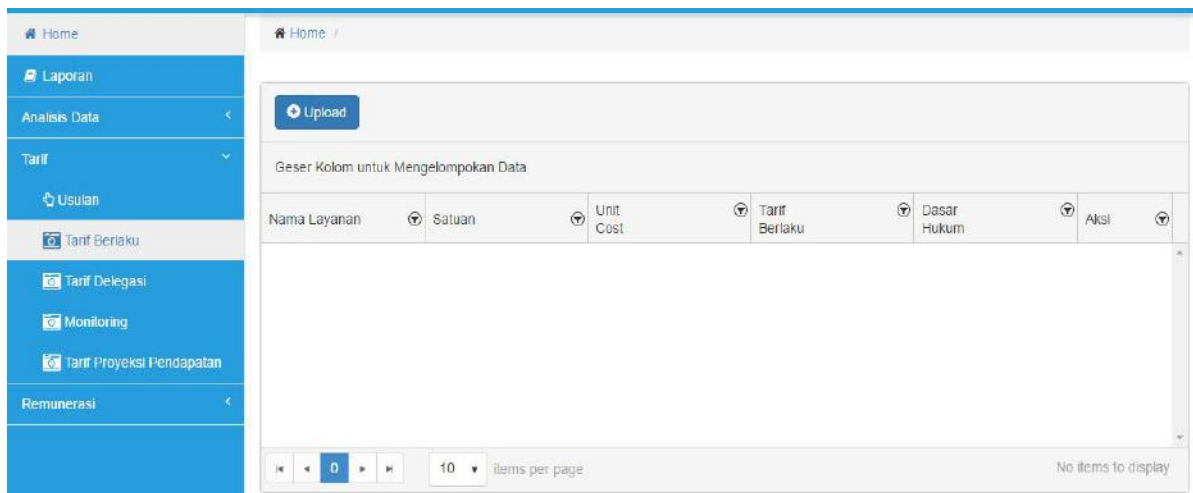 Home
Home /
Laporan
Analisis Data
Upload
Tarif
Geser Kolom untuk Mengelompokan Data
Usulan
Nama Layanan Satuan Unit Cost Tarif Berlaku Dasar Hukum Aksi
Tarif Berlaku
Tarif Delegasi
Monitoring
Tarif Proyeksi Pendapatan
Remunerasi
0 10 items per page No items to display